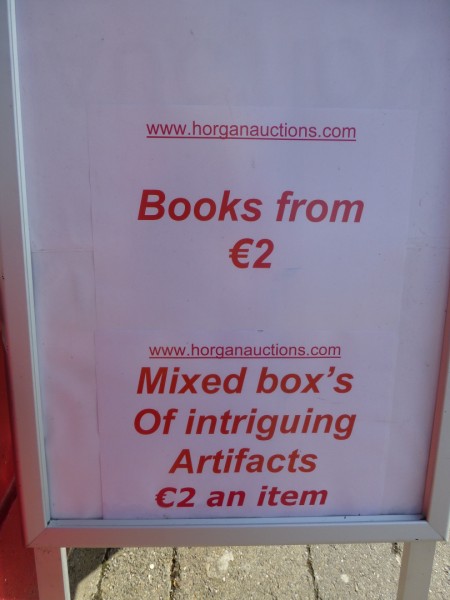 www.horganauctions.com
Books from
€2
www.horganauctions.com
Mixed box's
Of intriguing
Artifacts
€2 an item